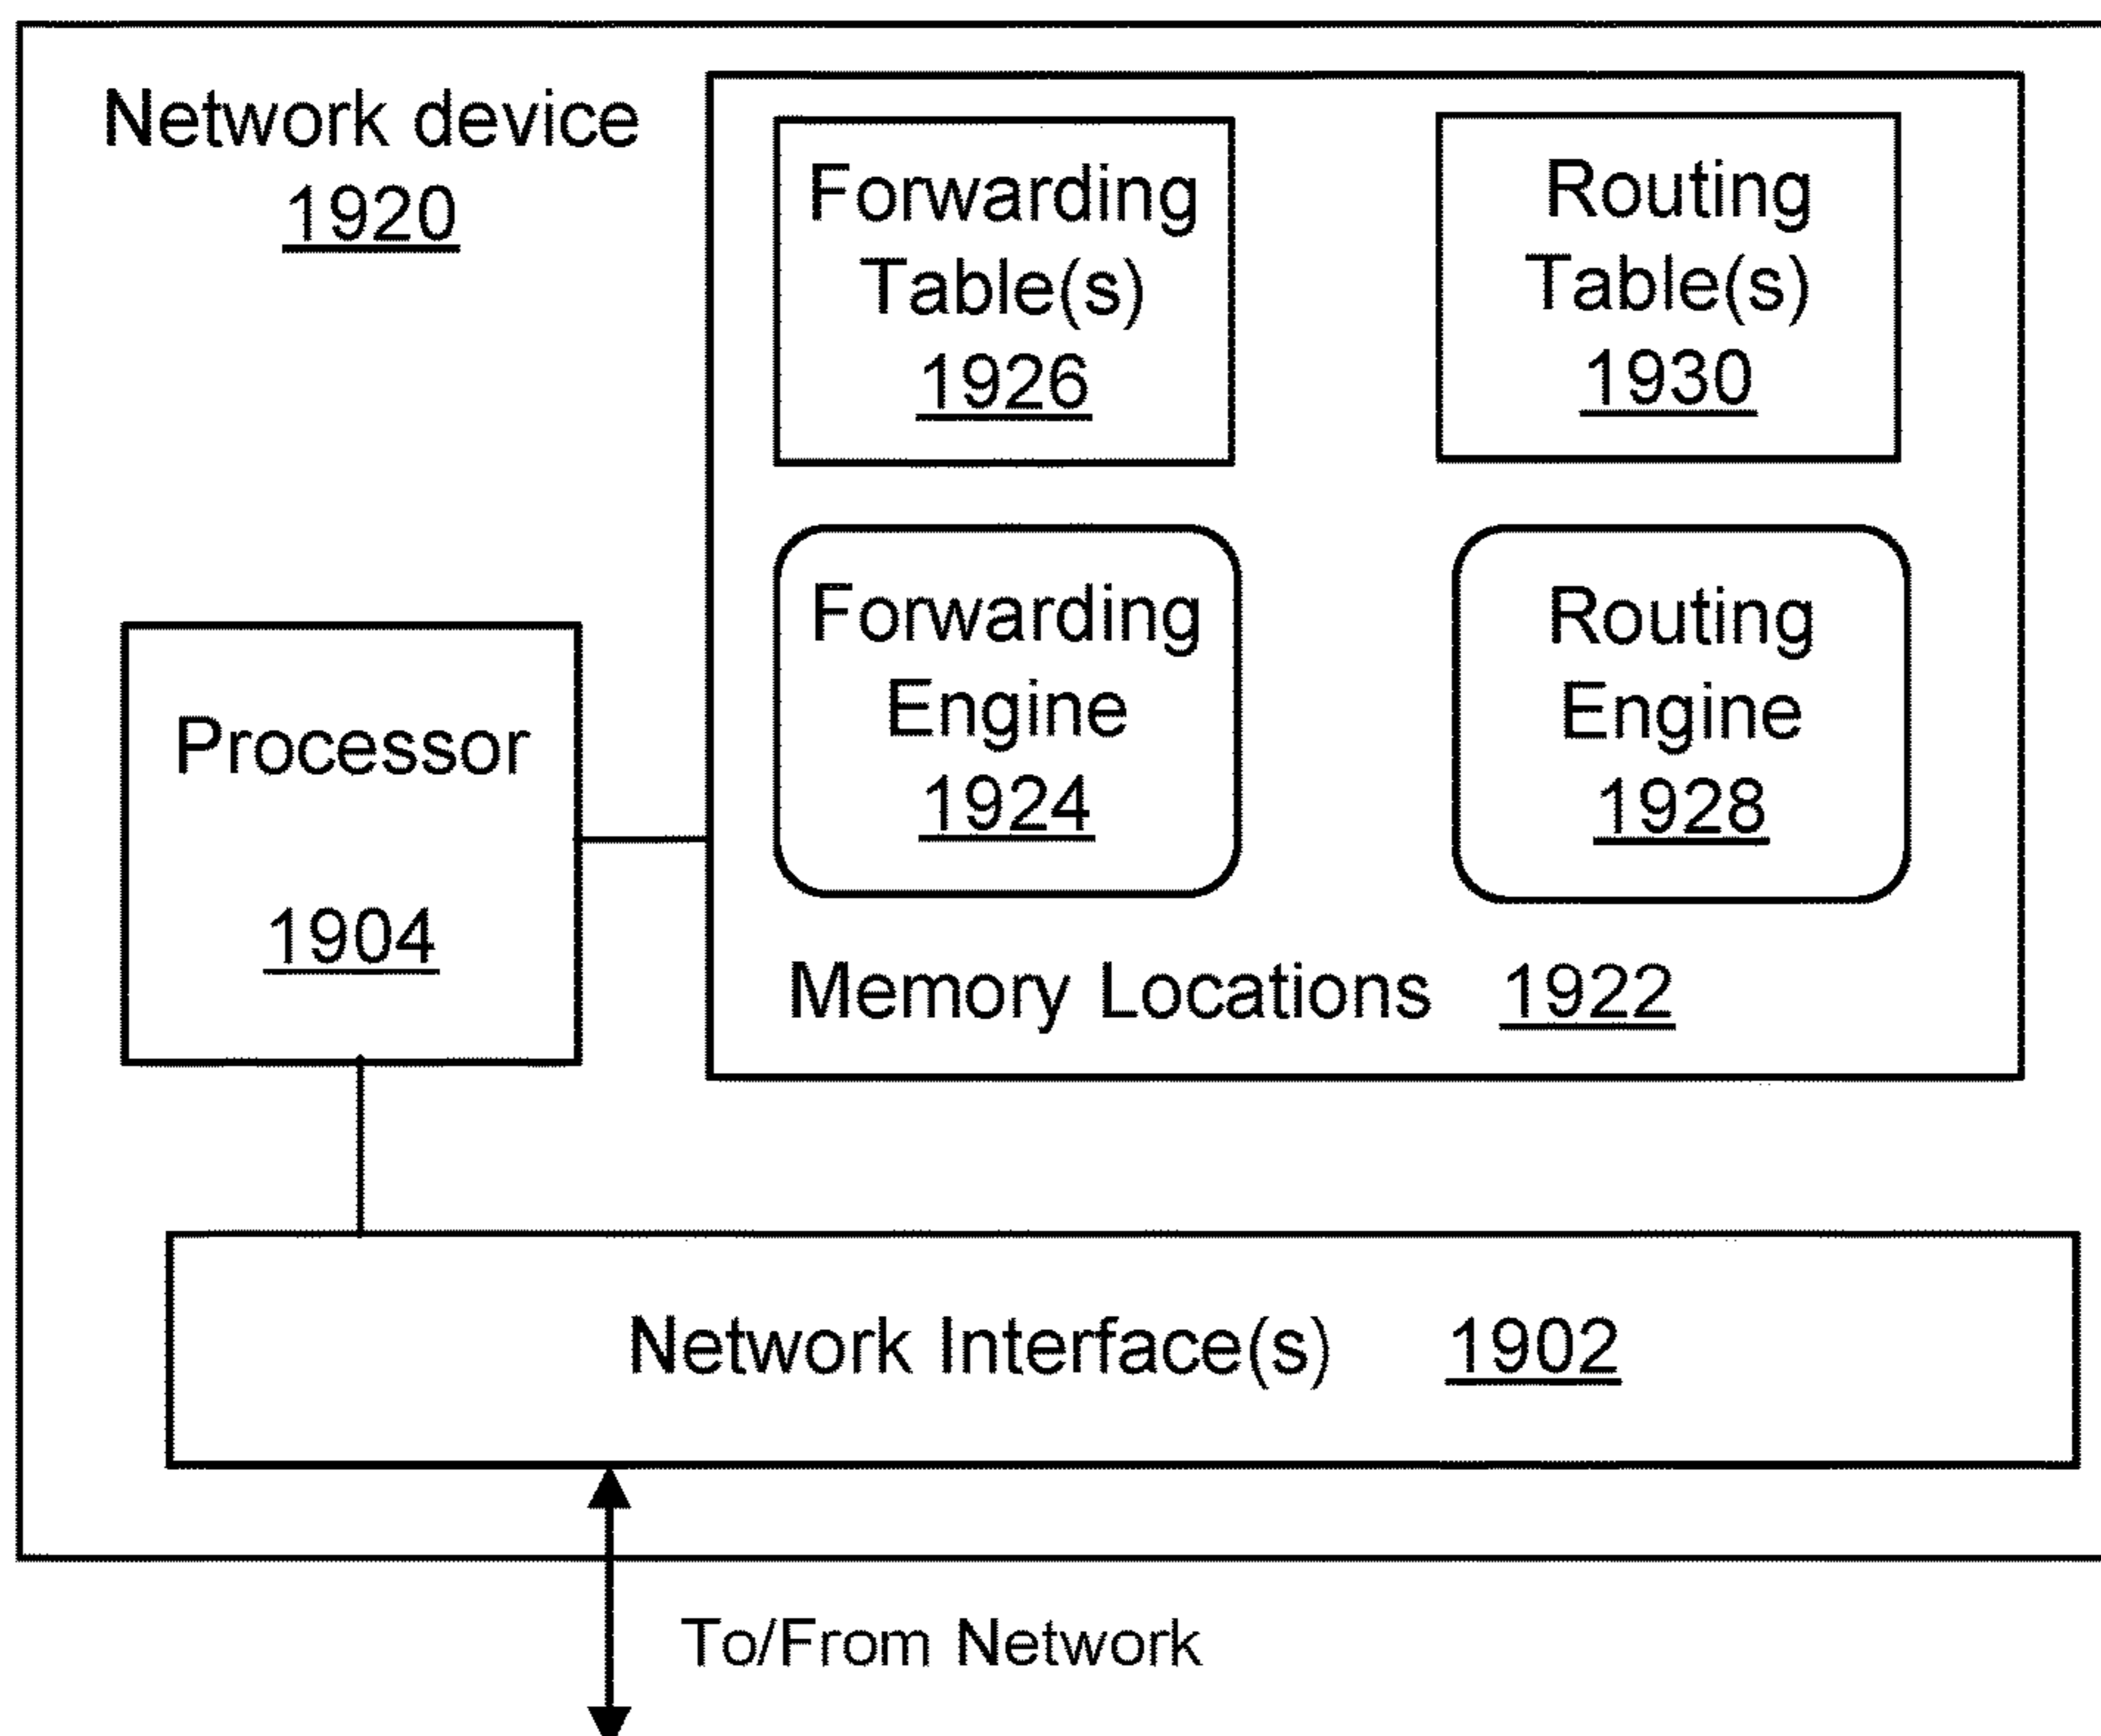 Network device
1920
Forwarding
Table(s)
1926
Routing
Table(s)
1930
Forwarding
Engine
1924
Routing
Engine
1928
Processor
1904
Memory Locations 1922
Network Interface(s) 1902
To/From Network